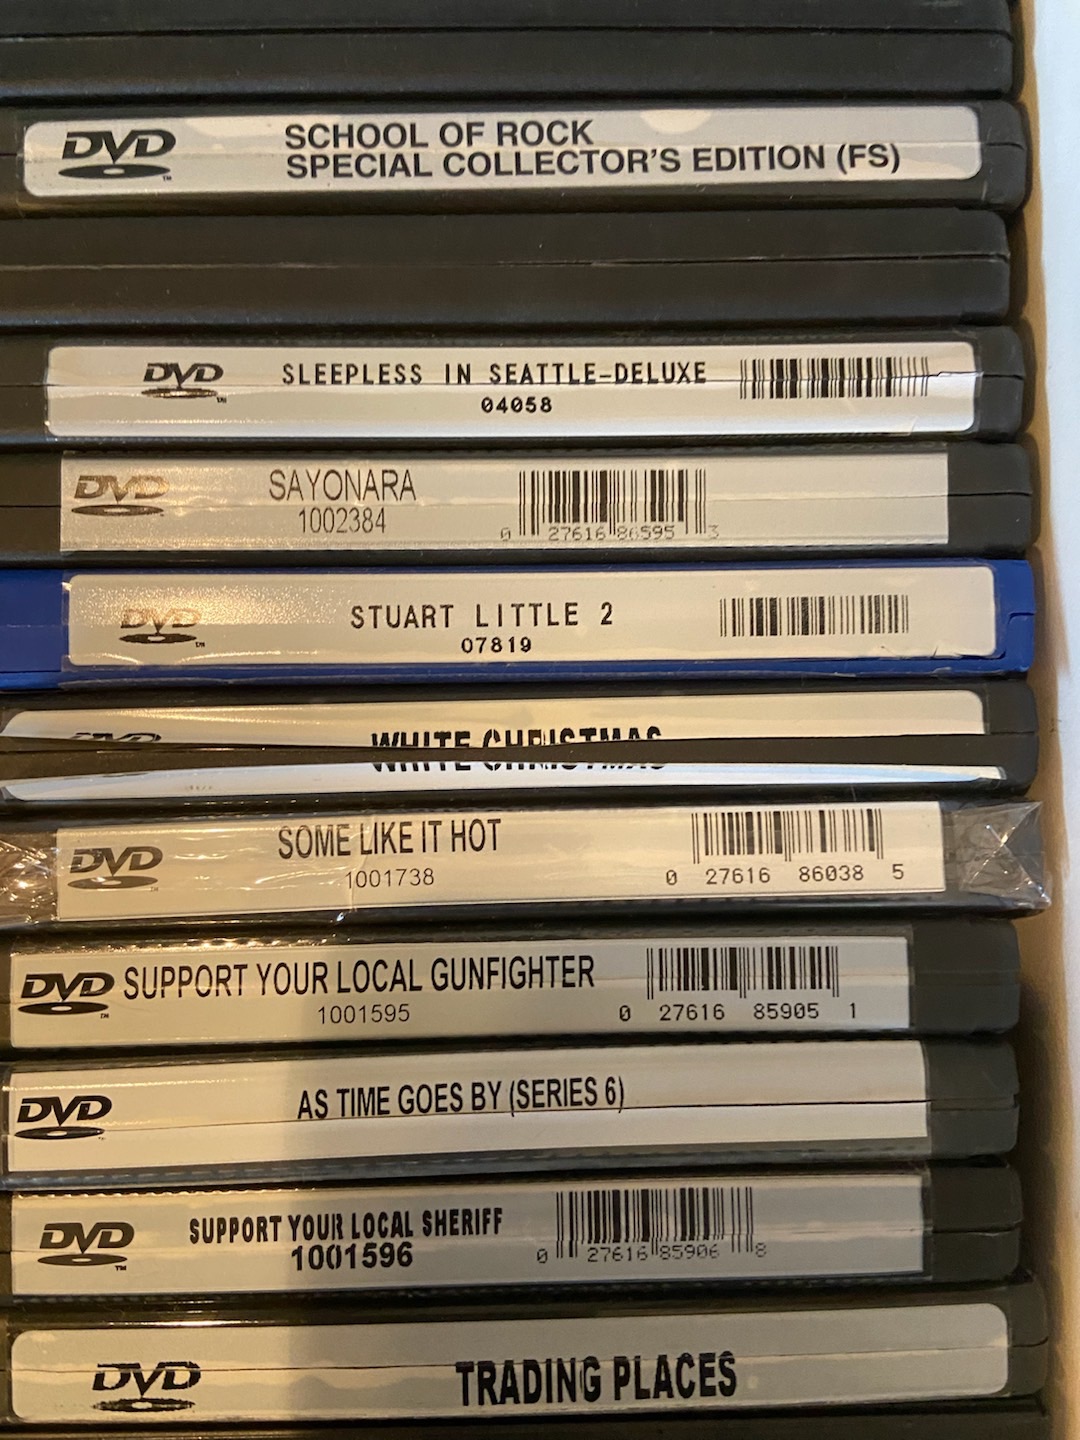 DVD
SCHOOL OF ROCK
SPECIAL COLLECTOR'S EDITION (FS)
DVD
SLEEPLESS IN SEATTLE-DELUXE
04058
DVD
SAYONARA
1002384
0 27616 86595 3
DVD
STUART LITTLE 2
07819
DVD
WHITE CHRISTMAS
DVD
SOME LIKE IT HOT
1001738
0 27616 86038 5
DVD
SUPPORT YOUR LOCAL GUNFIGHTER
1001595
0 27616 85905 1
DVD
AS TIME GOES BY (SERIES 6)
DVD
SUPPORT YOUR LOCAL SHERIFF
1001596
0 27616 85906 8
DVD
TRADING PLACES